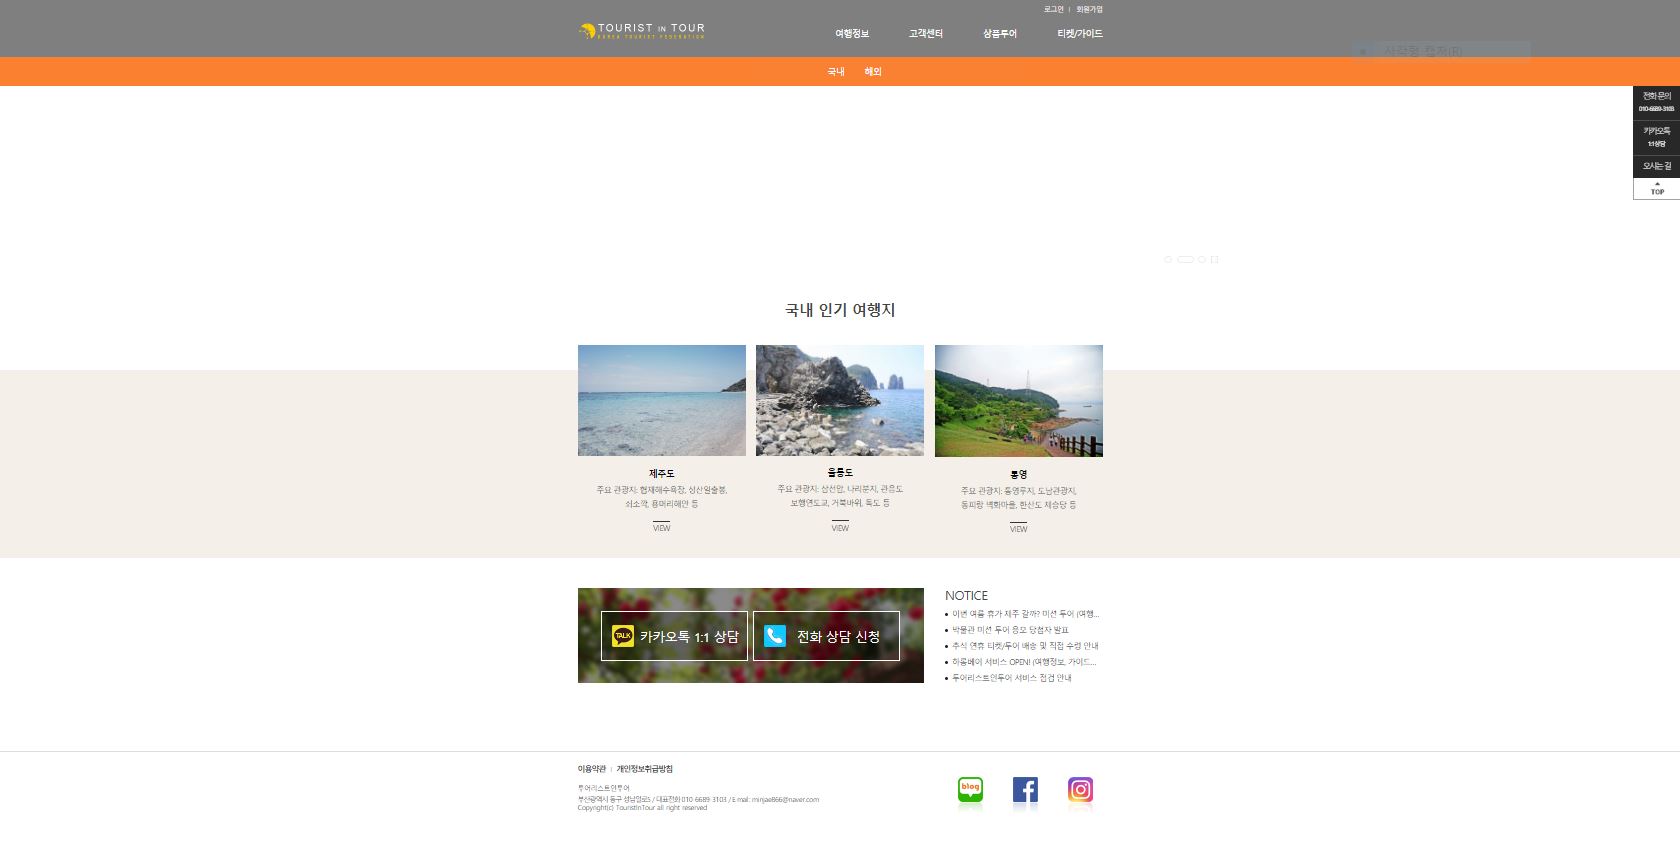 로그인 | 회원가입
TOURIST IN TOUR
KOREA TOURIST FEDERATION
여행정보 고객센터 상품투어 티켓/가이드
사각형 캡처(R)
국내 해외
전화문의
010-6689-3103
카카오톡
1:1상담
오시는 길
TOP
국내 인기 여행지
제주도
주요 관광지: 협재해수욕장, 성산일출봉,
쇠소깍, 용머리해안 등
VIEW
울릉도
주요 관광지: 삼선암, 나리분지, 관음도
보행연도교, 거북바위, 독도 등
VIEW
통영
주요 관광지: 통영루지, 도남관광지,
동피랑 벽화마을, 한산도 제승당 등
VIEW
TALK 카카오톡 1:1 상담
전화 상담 신청
NOTICE
이번 여름 휴가 제주 갈까? 미션 투어 (여행...
박물관 미션 투어 응모 당첨자 발표
추석 연휴 티켓/투어 배송 및 직접 수령 안내
하롱베이 서비스 OPEN! (여행정보, 가이드...
투어리스트인투어 서비스 점검 안내
이용약관 | 개인정보취급방침
투어리스트인투어
부산광역시 동구 성남일로5 / 대표전화 010 6689 3103 / E mail: minjae866@naver.com
Copyright(c) TouristInTour all right reserved
blog